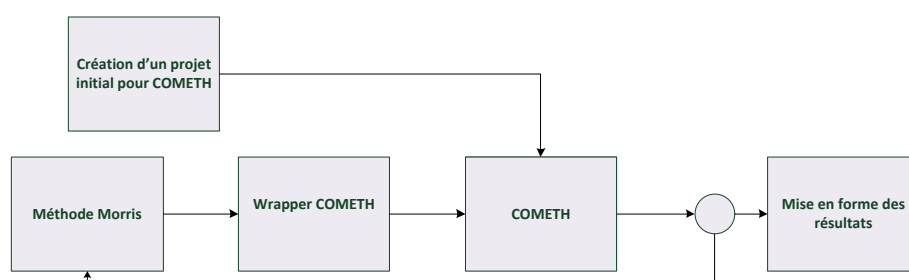 Création d'un projet
initial pour COMETH
Méthode Morris
Wrapper COMETH
COMETH
Mise en forme des
résultats